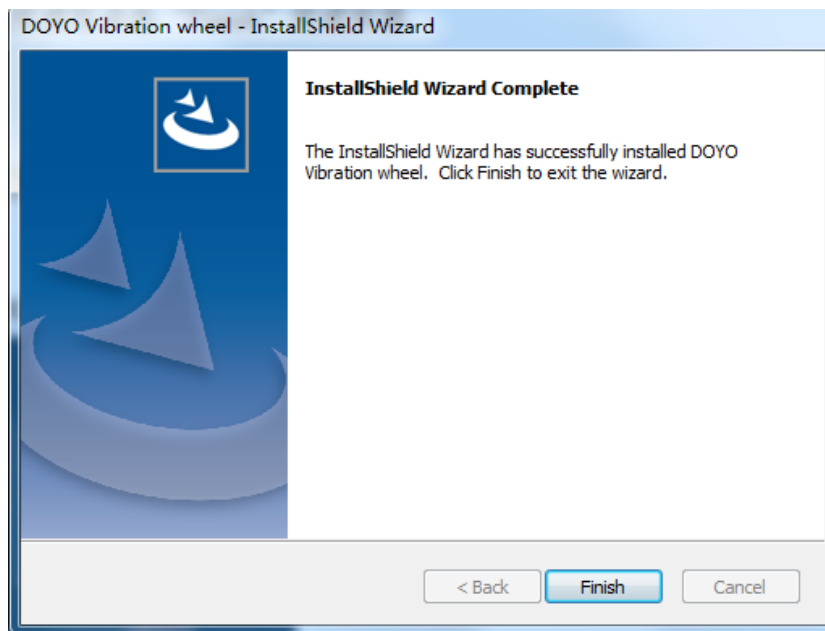 DOYO Vibration wheel - InstallShield Wizard
InstallShield Wizard Complete
The InstallShield Wizard has successfully installed DOYO
Vibration wheel. Click Finish to exit the wizard.
< Back
Finish
Cancel